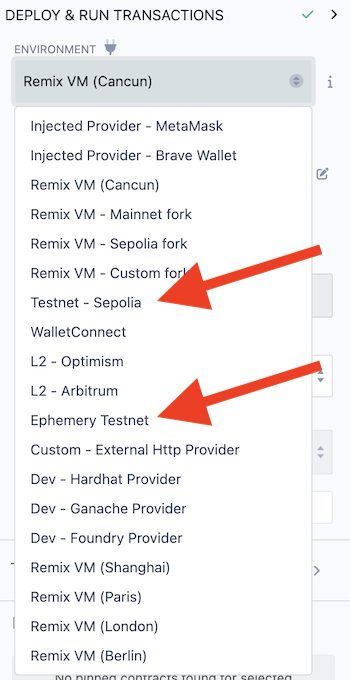 DEPLOY & RUN TRANSACTIONS
ENVIRONMENT
Remix VM (Cancun)
Injected Provider - MetaMask
Injected Provider - Brave Wallet
Remix VM (Cancun)
Remix VM - Mainnet fork
Remix VM - Sepolia fork
Remix VM - Custom fork
Testnet - Sepolia
WalletConnect
L2 - Optimism
L2 - Arbitrum
Ephemery Testnet
Custom - External Http Provider
Dev - Hardhat Provider
Dev - Ganache Provider
Dev - Foundry Provider
Remix VM (Shanghai)
Remix VM (Paris)
Remix VM (London)
Remix VM (Berlin)
No pinned contracts found for selected